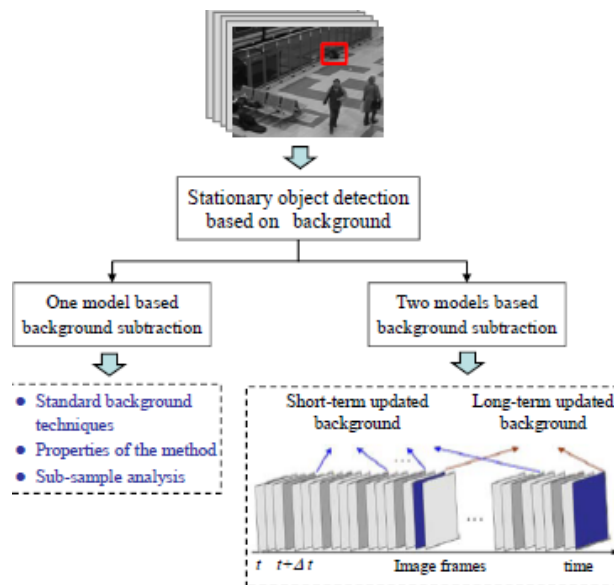 Stationary object detection
based on background
One model based
background subtraction
Two models based
background subtraction
● Standard background
techniques
● Properties of the method
● Sub-sample analysis
Short-term updated
background
Long-term updated
background
...
...
t t+Δt Image frames time